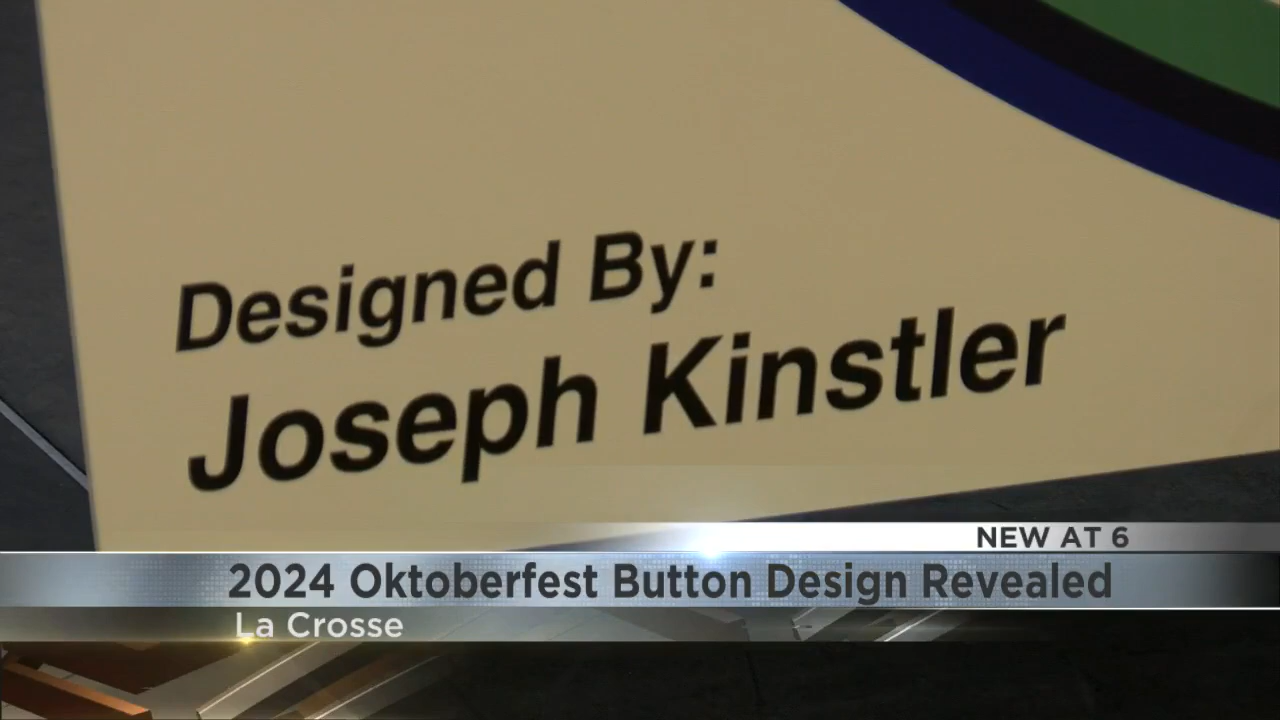 Designed By:
Joseph Kinstler
NEW AT 6
2024 Oktoberfest Button Design Revealed
La Crosse